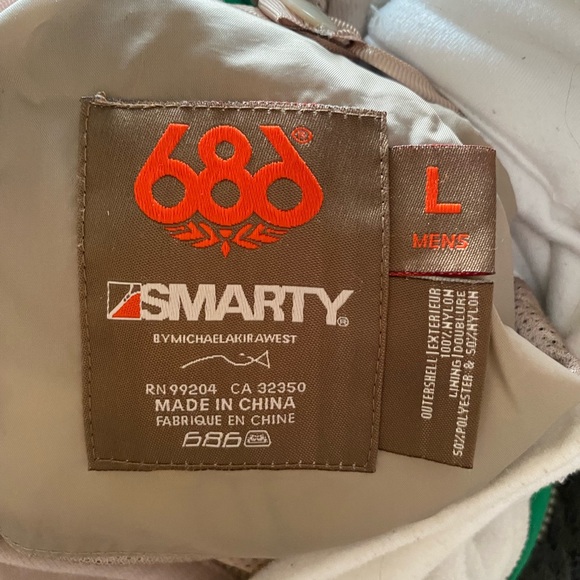 686®
SMARTY®
BYMICHAELAKIRAWEST
RN 99204 CA 32350
MADE IN CHINA
FABRIQUE EN CHINE
686
L
MENS
OUTERSHELL|EXTERIEUR
100%NYLON
LINING|DOUBLURE
50%POLYESTER & 50%NYLON